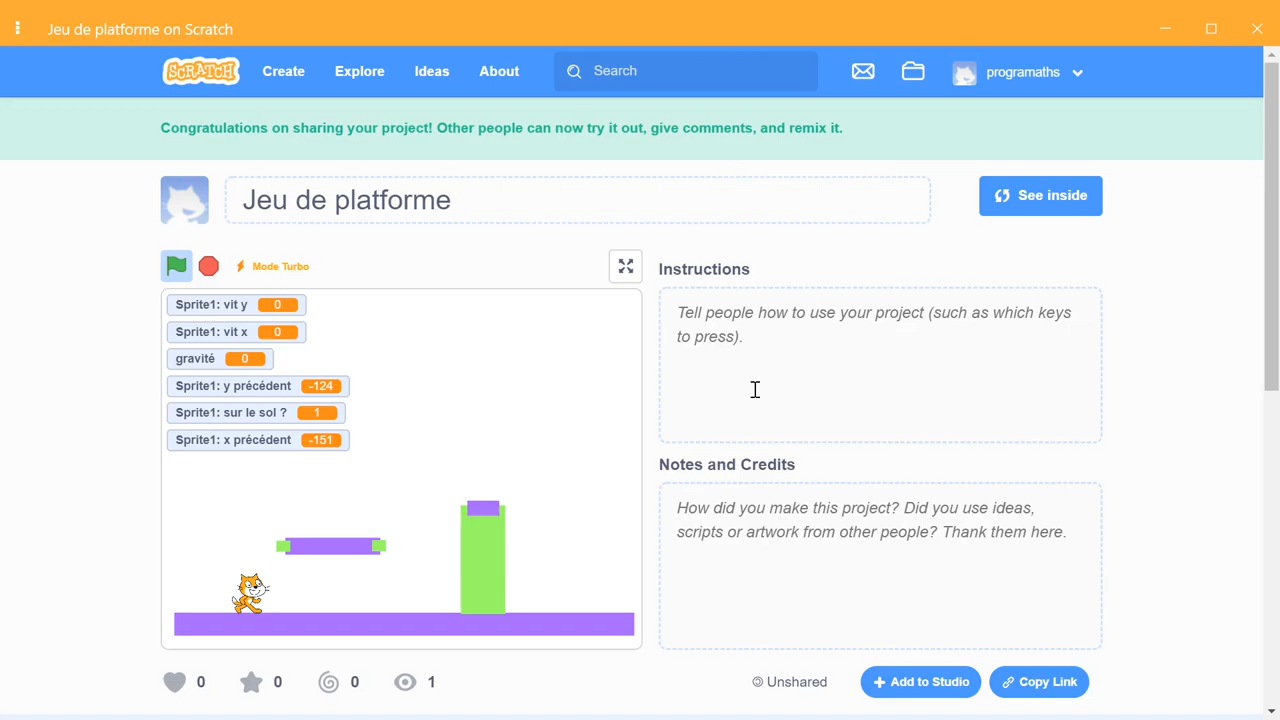 Jeu de platforme on Scratch
SCRATCH
Create
Explore
Ideas
About
Search
programaths
Congratulations on sharing your project! Other people can now try it out, give comments, and remix it.
Jeu de platforme
See inside
Mode Turbo
Sprite1: vit y 0
Sprite1: vit x 0
gravité 0
Sprite1: y précédent -124
Sprite1: sur le sol ? 1
Sprite1: x précédent -151
Instructions
Tell people how to use your project (such as which keys
to press).
Notes and Credits
How did you make this project? Did you use ideas,
scripts or artwork from other people? Thank them here.
0
0
0
1
Unshared
Add to Studio
Copy Link